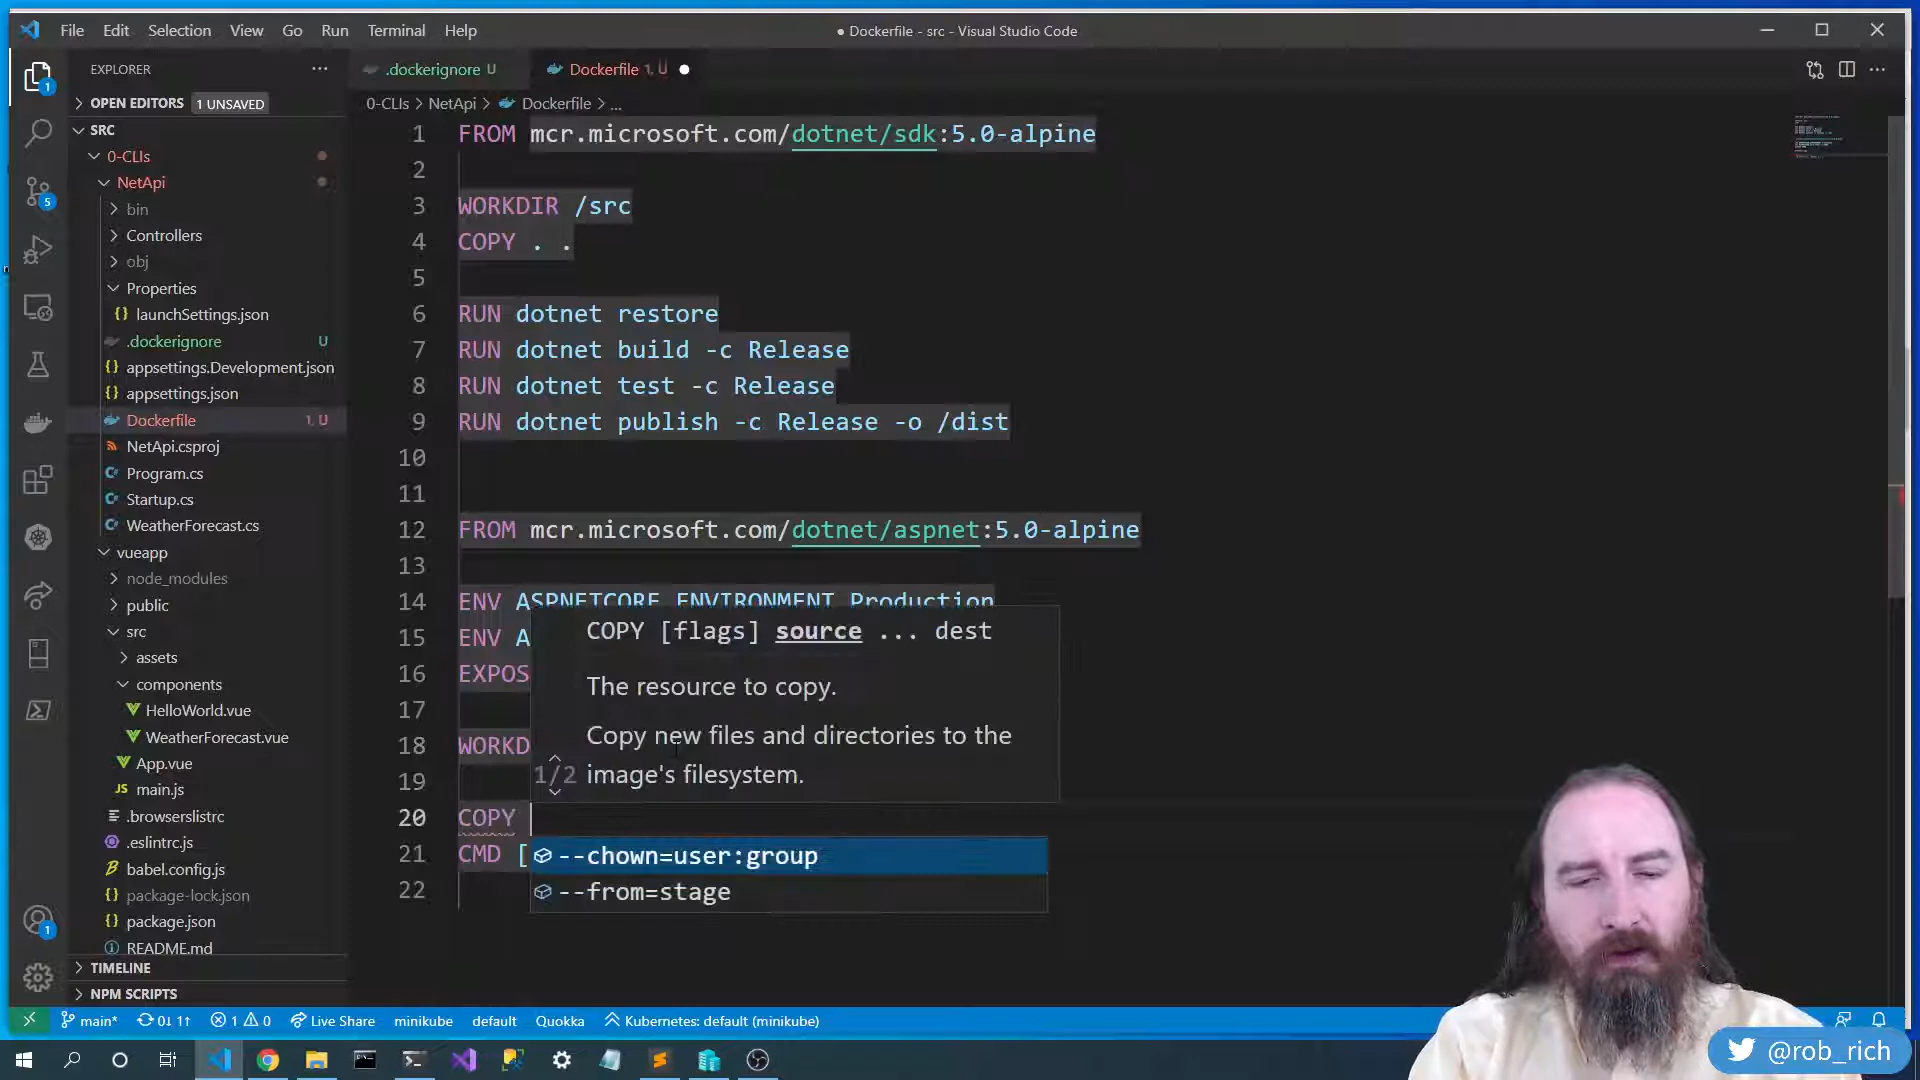 File Edit Selection View Go Run Terminal Help
● Dockerfile - src - Visual Studio Code
EXPLORER
.dockerignore U
Dockerfile 1, U
OPEN EDITORS 1 UNSAVED
0-CLIs > NetApi > Dockerfile > ...
SRC
0-CLIs
NetApi
bin
Controllers
obj
Properties
launchSettings.json
.dockerignore U
appsettings.Development.json
appsettings.json
Dockerfile 1, U
NetApi.csproj
Program.cs
Startup.cs
WeatherForecast.cs
vueapp
node_modules
public
src
assets
components
HelloWorld.vue
WeatherForecast.vue
App.vue
main.js
.browserslistrc
.eslintrc.js
babel.config.js
package-lock.json
package.json
README.md
TIMELINE
NPM SCRIPTS
1 FROM mcr.microsoft.com/dotnet/sdk:5.0-alpine
2
3 WORKDIR /src
4 COPY . .
5
6 RUN dotnet restore
7 RUN dotnet build -c Release
8 RUN dotnet test -c Release
9 RUN dotnet publish -c Release -o /dist
10
11
12 FROM mcr.microsoft.com/dotnet/aspnet:5.0-alpine
13
14 ENV ASPNETCORE_ENVIRONMENT Production
15 ENV A
16 EXPOS
17
18 WORKD
19
20 COPY
21 CMD [
22
COPY [flags] source ... dest
The resource to copy.
Copy new files and directories to the
image's filesystem.
1/2
--chown=user:group
--from=stage
1
5
1
main* 0↓ 1↑ 1 0 Live Share minikube default Quokka Kubernetes: default (minikube)
@rob_rich